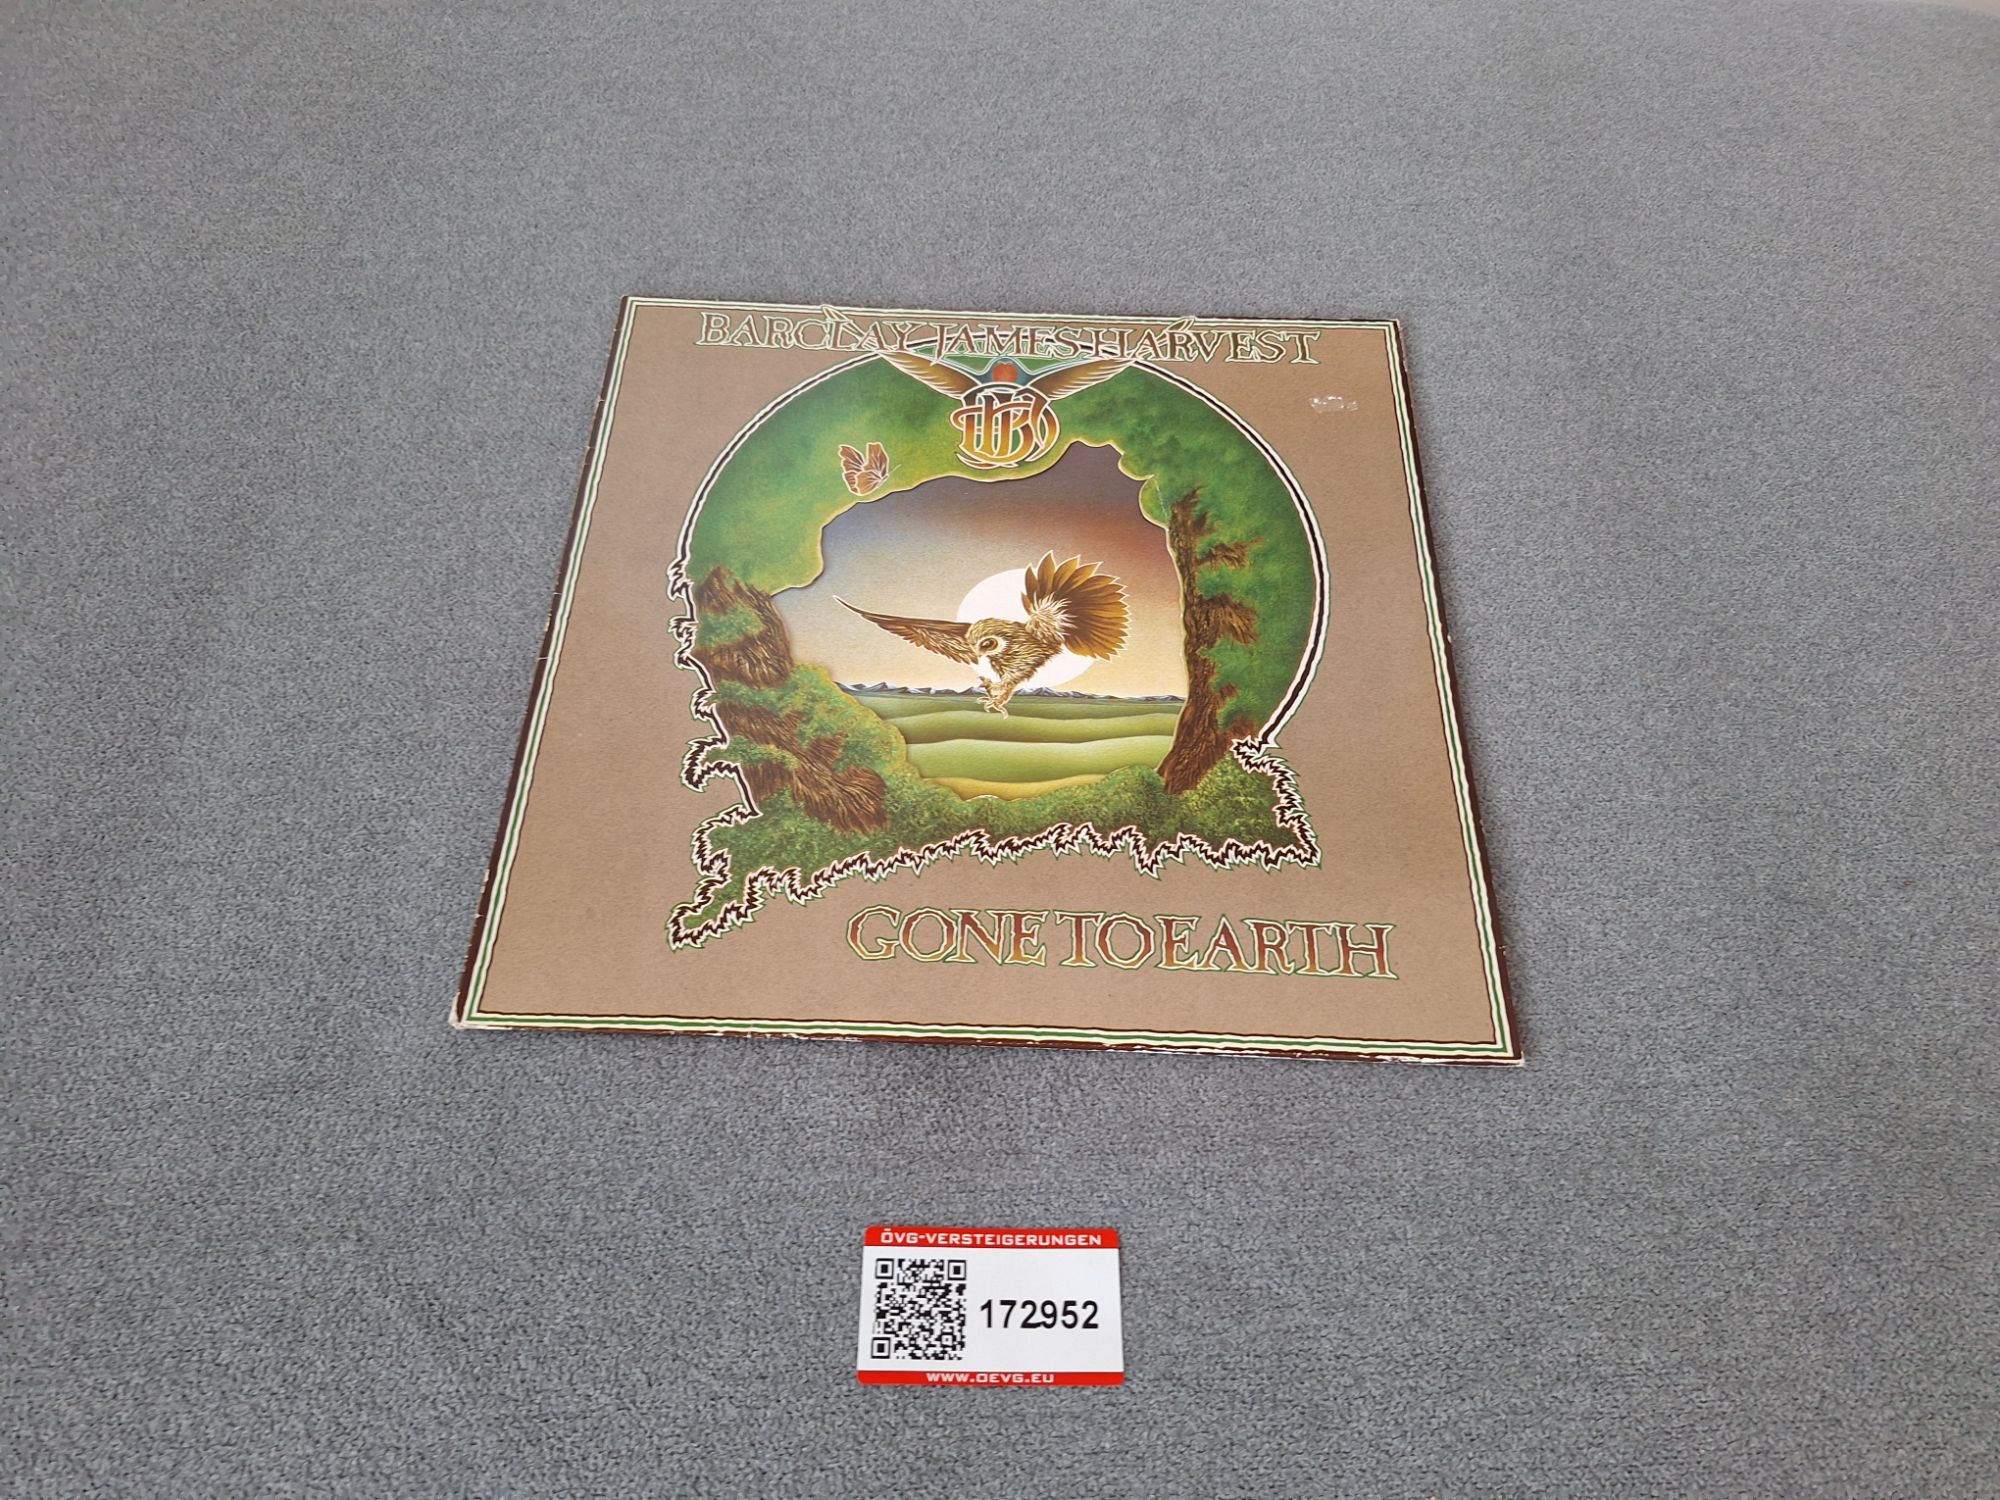 BARCLAY JAMES HARVEST
GONE TO EARTH
ÖVG-VERSTEIGERUNGEN
172952
WWW.OEVG.EU